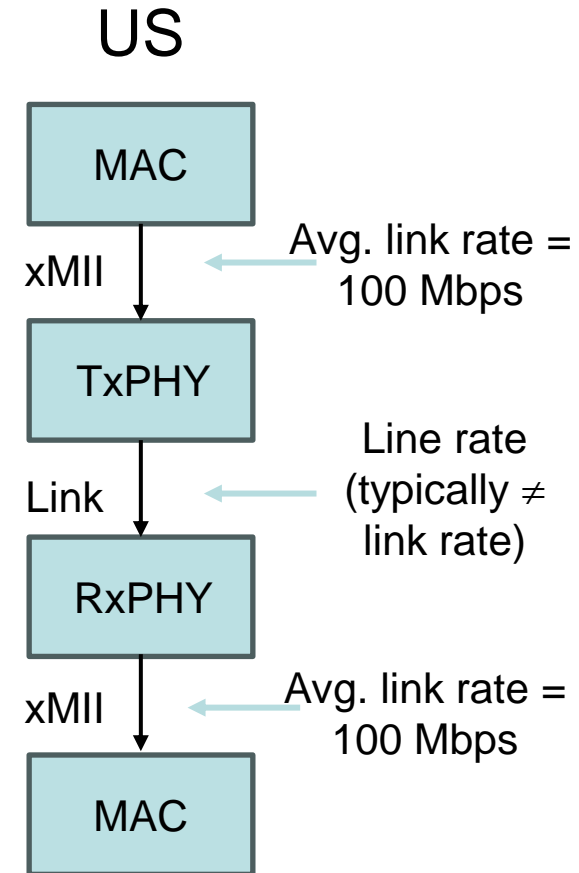 US
MAC
xMII
Avg. link rate =
100 Mbps
TxPHY
Link
Line rate
(typically ≠
link rate)
RxPHY
xMII
Avg. link rate =
100 Mbps
MAC